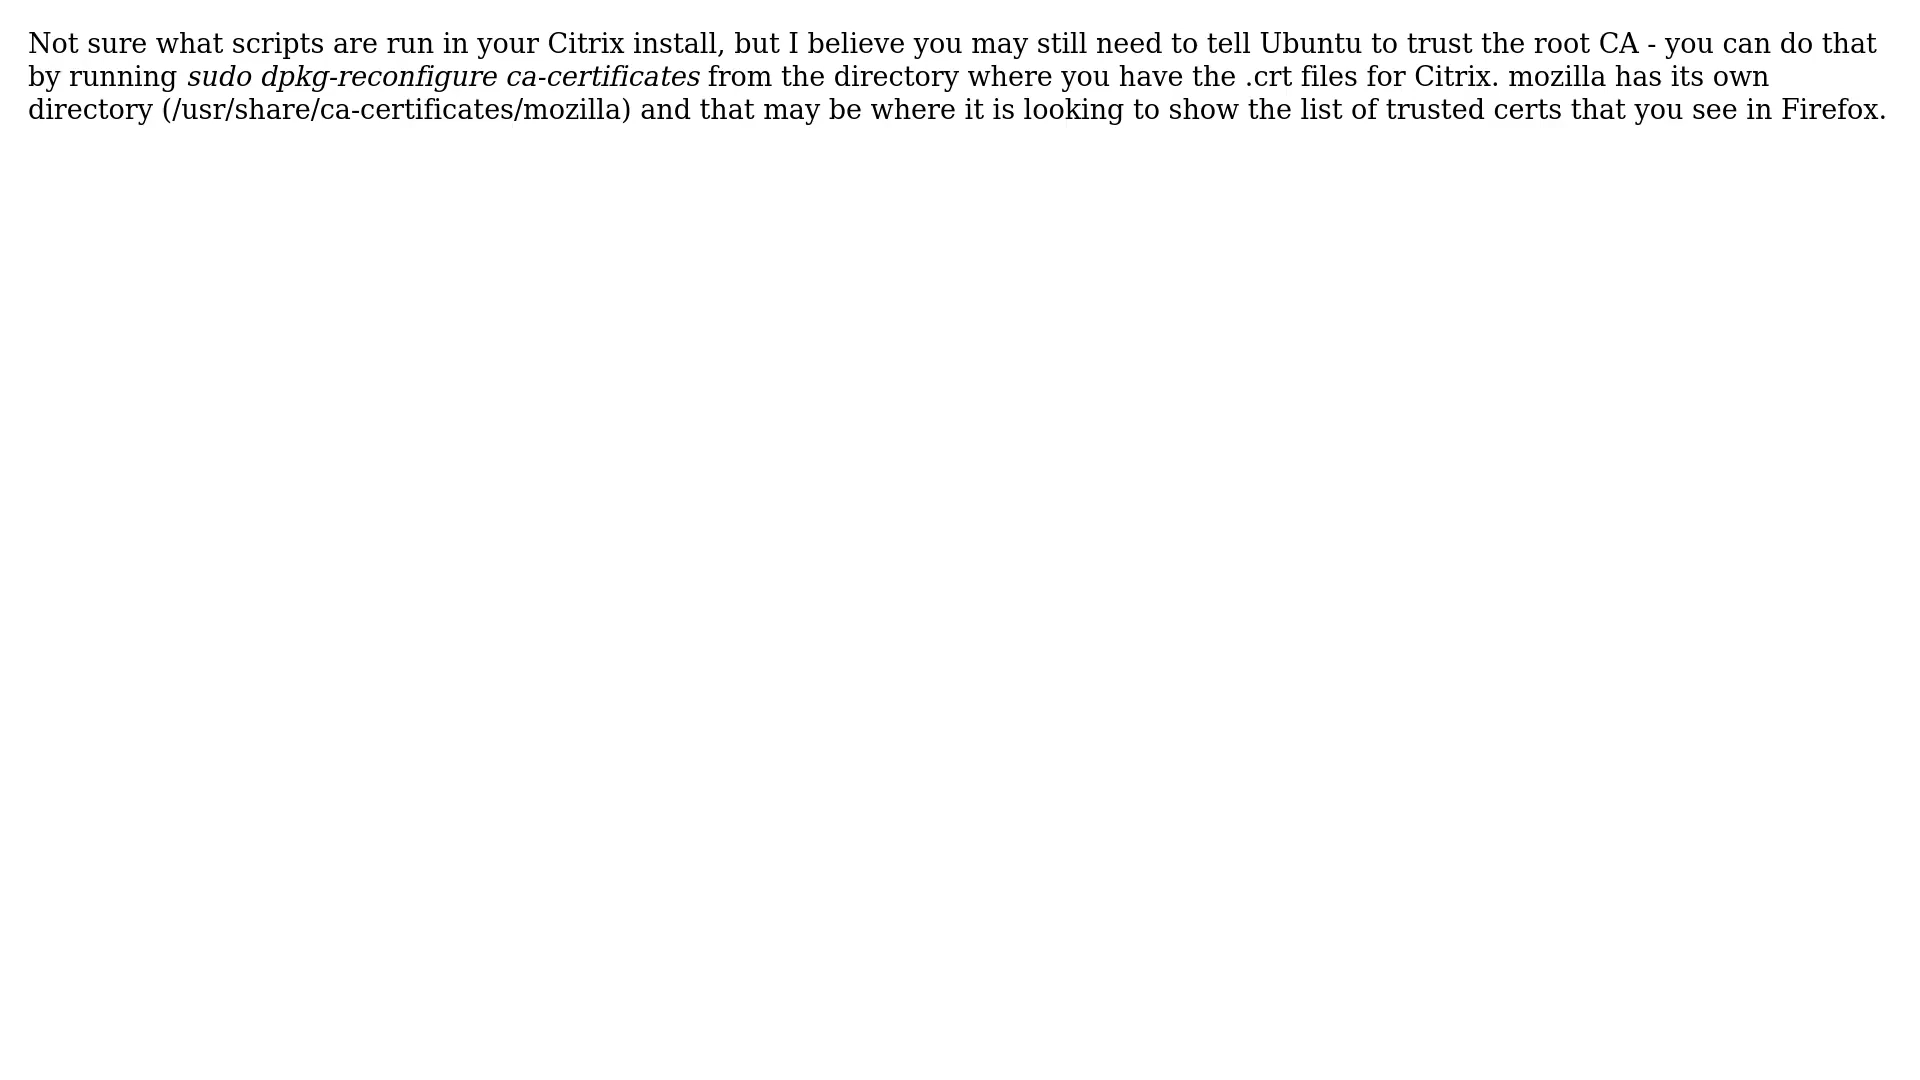 Not sure what scripts are run in your Citrix install, but I believe you may still need to tell Ubuntu to trust the root CA - you can do that
by running sudo dpkg-reconfigure ca-certificates from the directory where you have the .crt files for Citrix. mozilla has its own
directory (/usr/share/ca-certificates/mozilla) and that may be where it is looking to show the list of trusted certs that you see in Firefox.